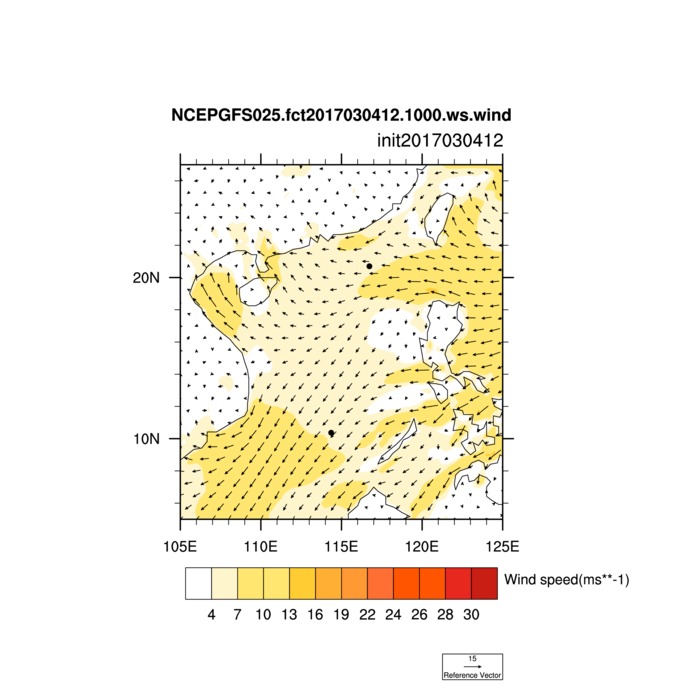 NCEPGFS025.fct2017030412.1000.ws.wind
init2017030412
20N
10N
105E 110E 115E 120E 125E
Wind speed(ms**-1)
4 7 10 13 16 19 22 24 26 28 30
15
Reference Vector